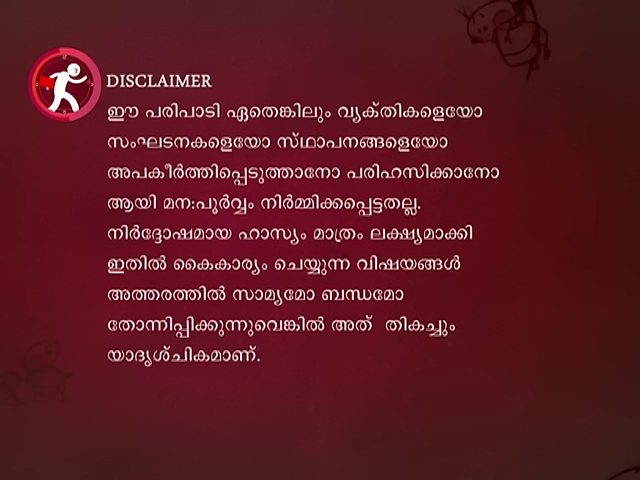 DISCLAIMER
ഈ പരിപാടി ഏതെങ്കിലും വ്യക്തികളെയോ
സംഘടനകളെയോ സ്ഥാപനങ്ങളെയോ
അപകീർത്തിപ്പെടുത്താനോ പരിഹസിക്കാനോ
ആയി മന:പൂർവ്വം നിർമ്മിക്കപ്പെട്ടതല്ല.
നിർദ്ദോഷമായ ഹാസ്യം മാത്രം ലക്ഷ്യമാക്കി
ഇതിൽ കൈകാര്യം ചെയ്യുന്ന വിഷയങ്ങൾ
അത്തരത്തിൽ സാമ്യമോ ബന്ധമോ
തോന്നിപ്പിക്കുന്നുവെങ്കിൽ അത് തികച്ചും
യാദൃശ്ചികമാണ്.